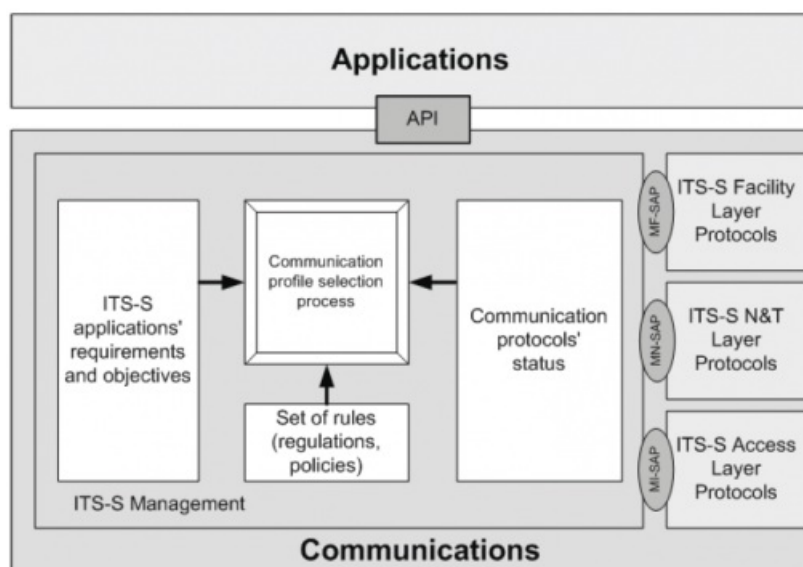 Applications
API
ITS-S
applications'
requirements
and objectives
Communication
profile selection
process
Set of rules
(regulations,
policies)
Communication
protocols'
status
ITS-S Management
MF-SAP
ITS-S Facility
Layer
Protocols
MN-SAP
ITS-S N&T
Layer
Protocols
MI-SAP
ITS-S Access
Layer
Protocols
Communications